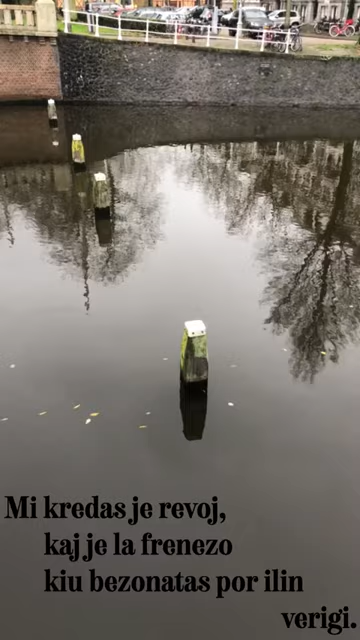 Mi kredas je revoj,
kaj je la frenezo
kiu bezonatas por ilin
verigi.